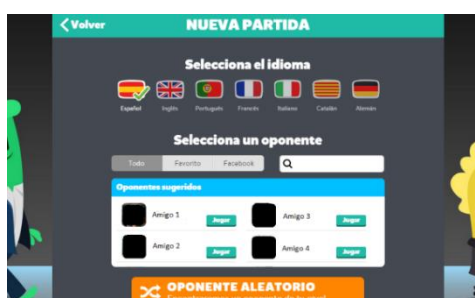 Volver NUEVA PARTIDA
Selecciona el idioma
Español Inglés Portugués Francés Italiano Catalán Alemán
Selecciona un oponente
Todo Favorito Facebook
Oponentes sugeridos
Amigo 1 Jugar Amigo 3 Jugar
Amigo 2 Jugar Amigo 4 Jugar
OPONENTE ALEATORIO